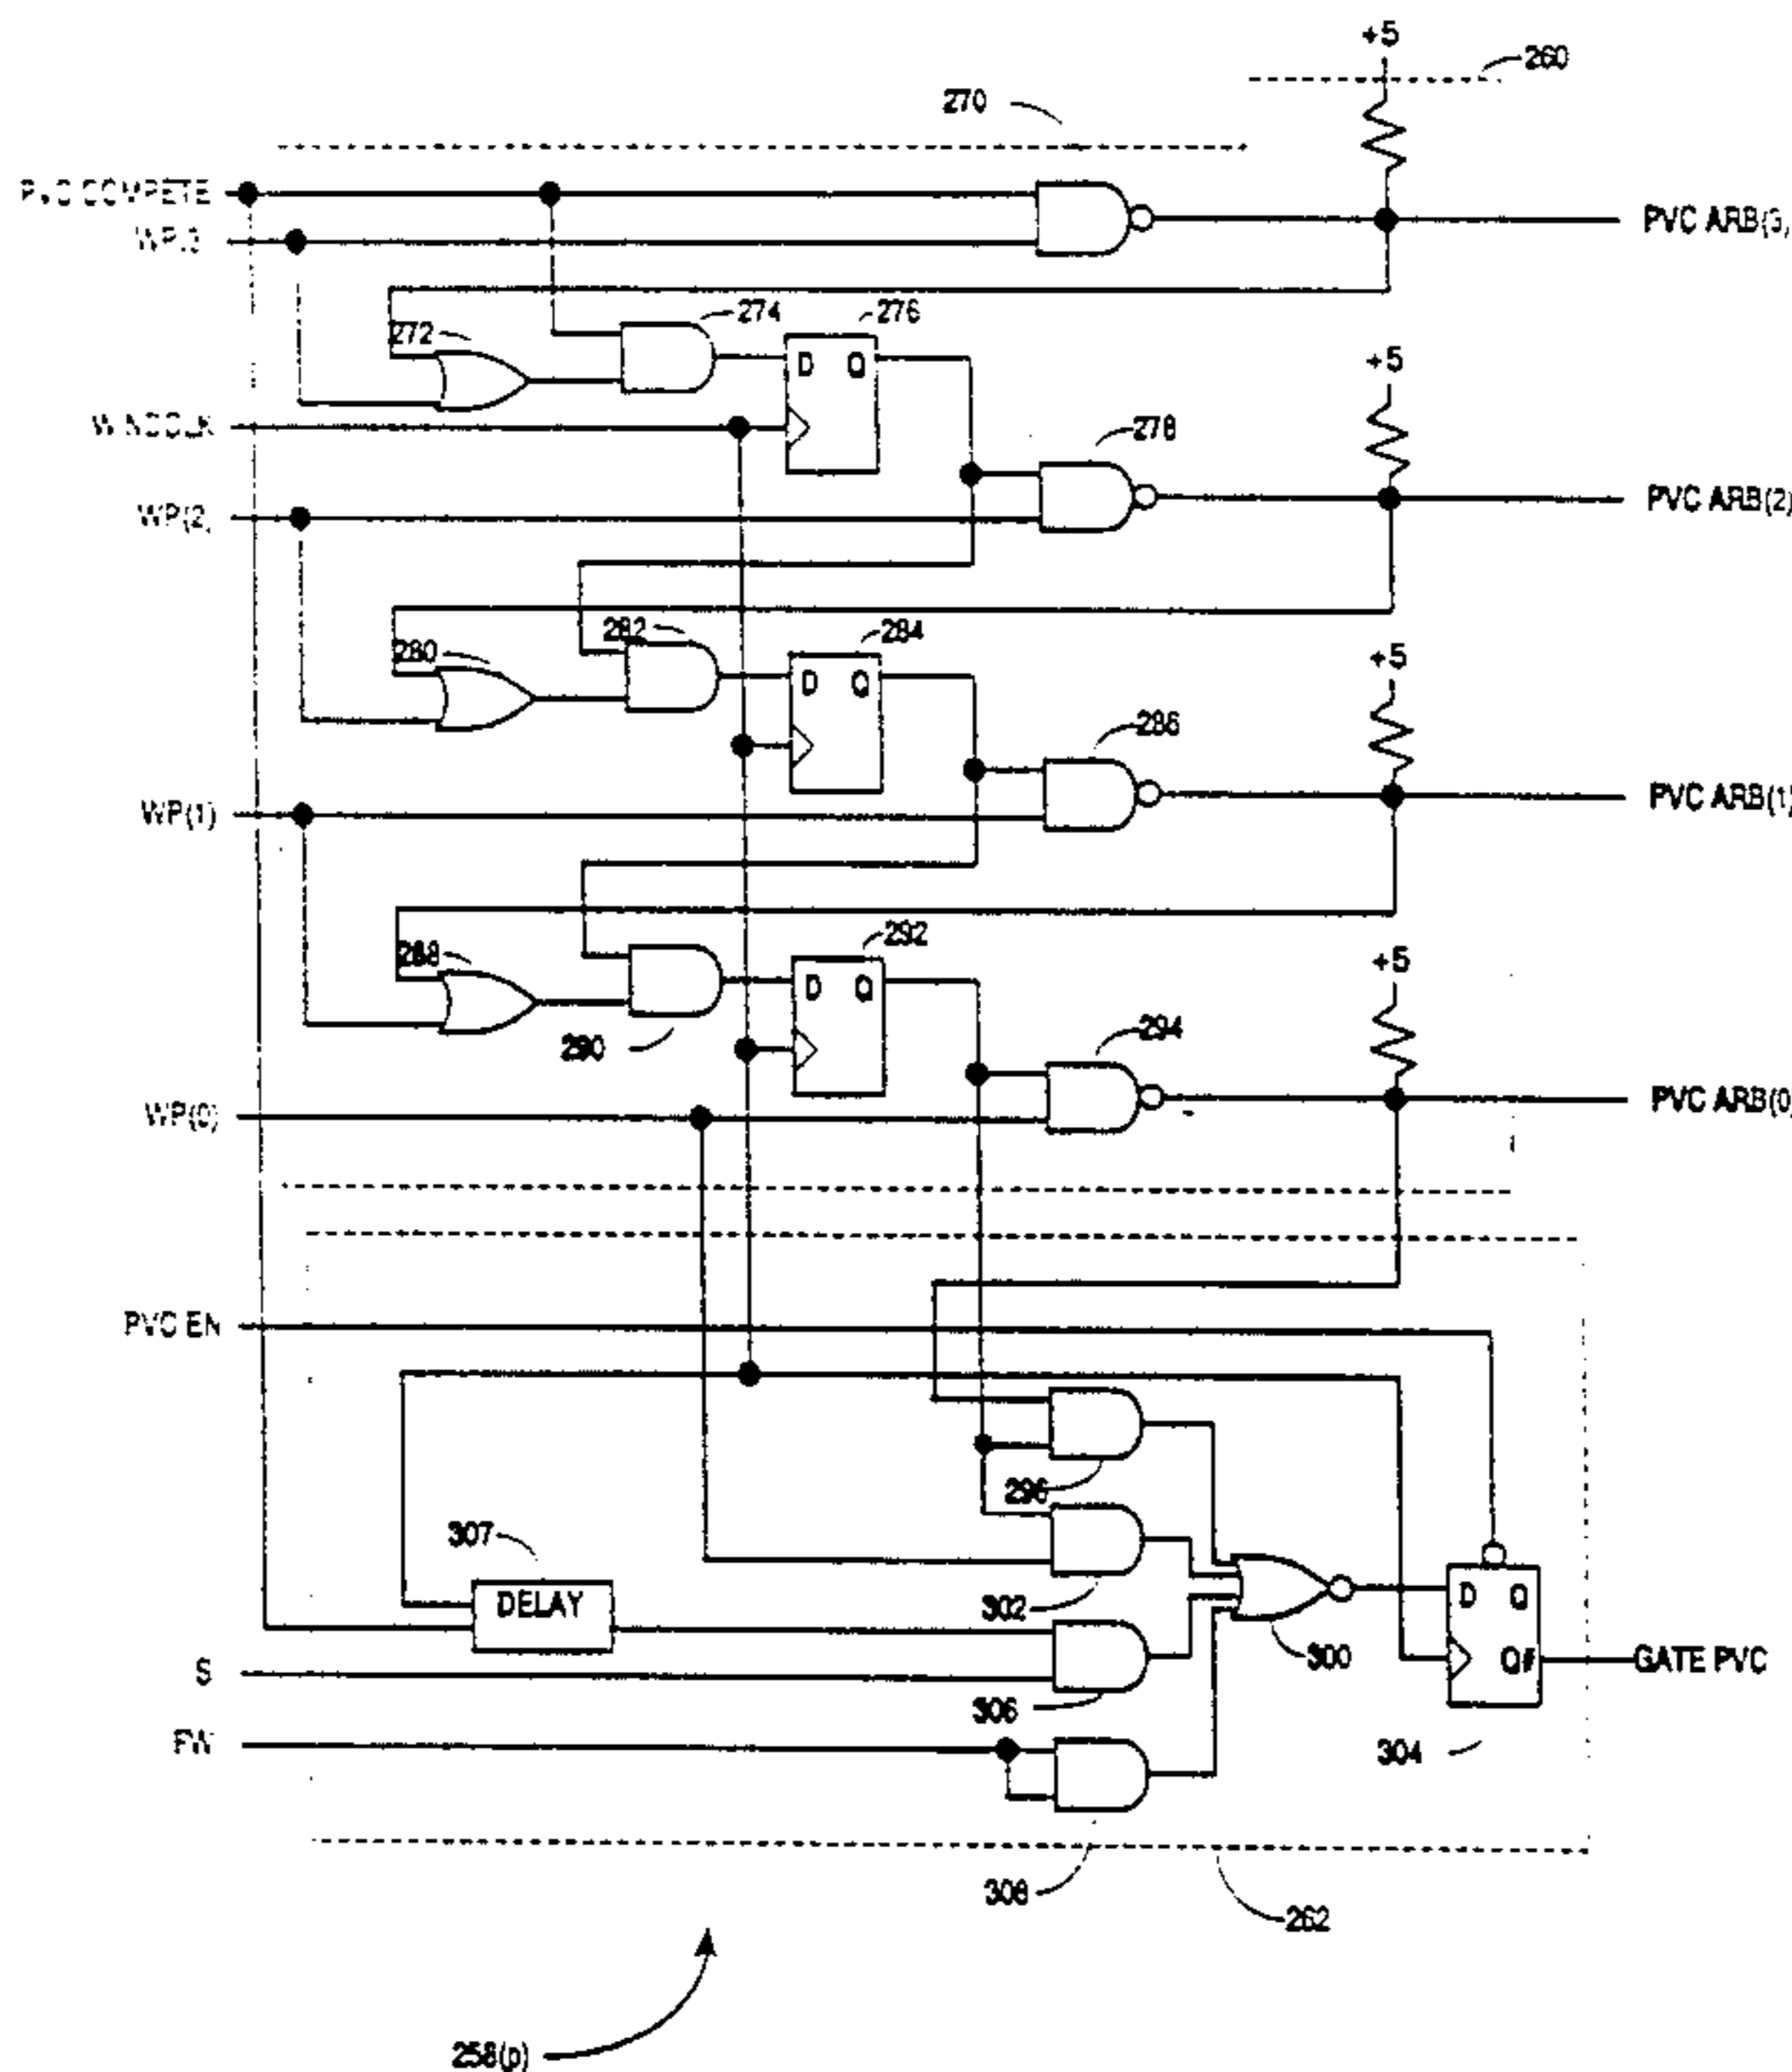 +5
260
270
PVC COMPETE
PVC ARB(3)
272
274
276
D Q
+5
278
WP(2)
PVC ARB(2)
280
282
284
D Q
+5
286
WP(1)
PVC ARB(1)
288
290
292
D Q
+5
294
WP(0)
PVC ARB(0)
PVC EN
296
307
DELAY
302
300
D Q
Q#
GATE PVC
S
306
304
308
262
258(p)